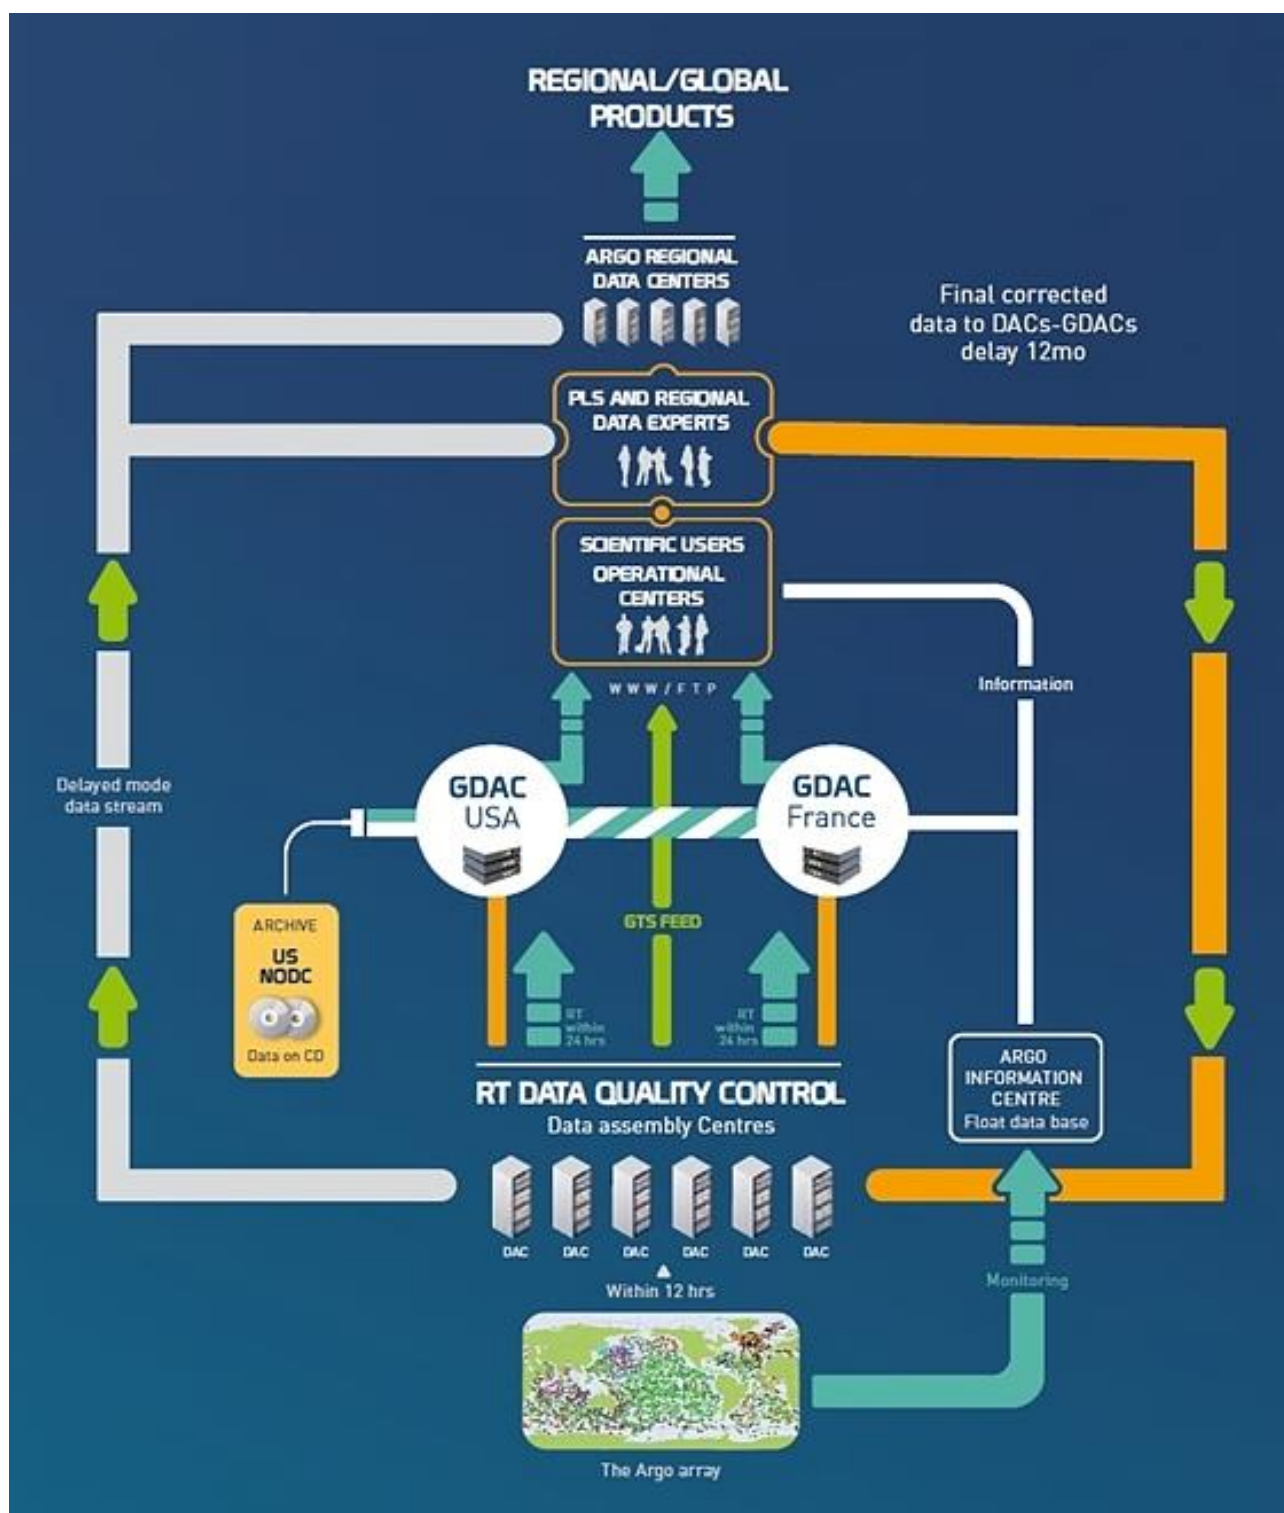 REGIONAL/GLOBAL
PRODUCTS
ARGO REGIONAL
DATA CENTERS
Final corrected
data to DACs-GDACs
delay 12mo
PLS AND REGIONAL
DATA EXPERTS
SCIENTIFIC USERS
OPERATIONAL
CENTERS
WWW/FTP
Information
Delayed mode
data stream
GDAC
USA
GDAC
France
ARCHIVE
US
NODC
Data on CD
GTS FEED
RT
within
24 hrs
RT
within
24 hrs
RT DATA QUALITY CONTROL
Data assembly Centres
ARGO
INFORMATION
CENTRE
Float data base
DAC
DAC
DAC
DAC
DAC
DAC
Within 12 hrs
Monitoring
The Argo array